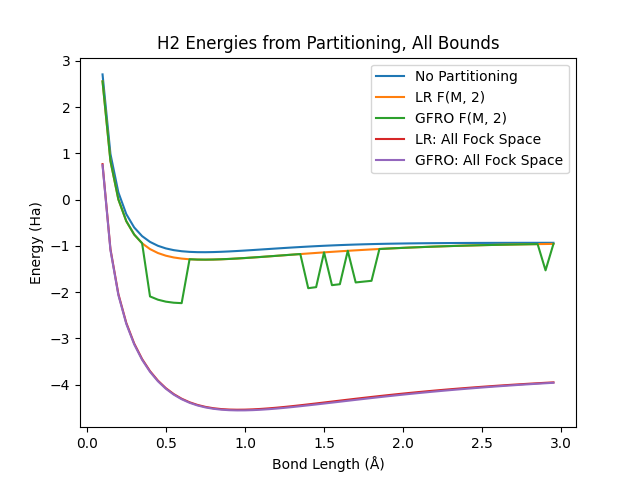 H2 Energies from Partitioning, All Bounds
No Partitioning
LR F(M, 2)
GFRO F(M, 2)
LR: All Fock Space
GFRO: All Fock Space
Energy (Ha)
3
2
1
0
−1
−2
−3
−4
0.0 0.5 1.0 1.5 2.0 2.5 3.0
Bond Length (Å)